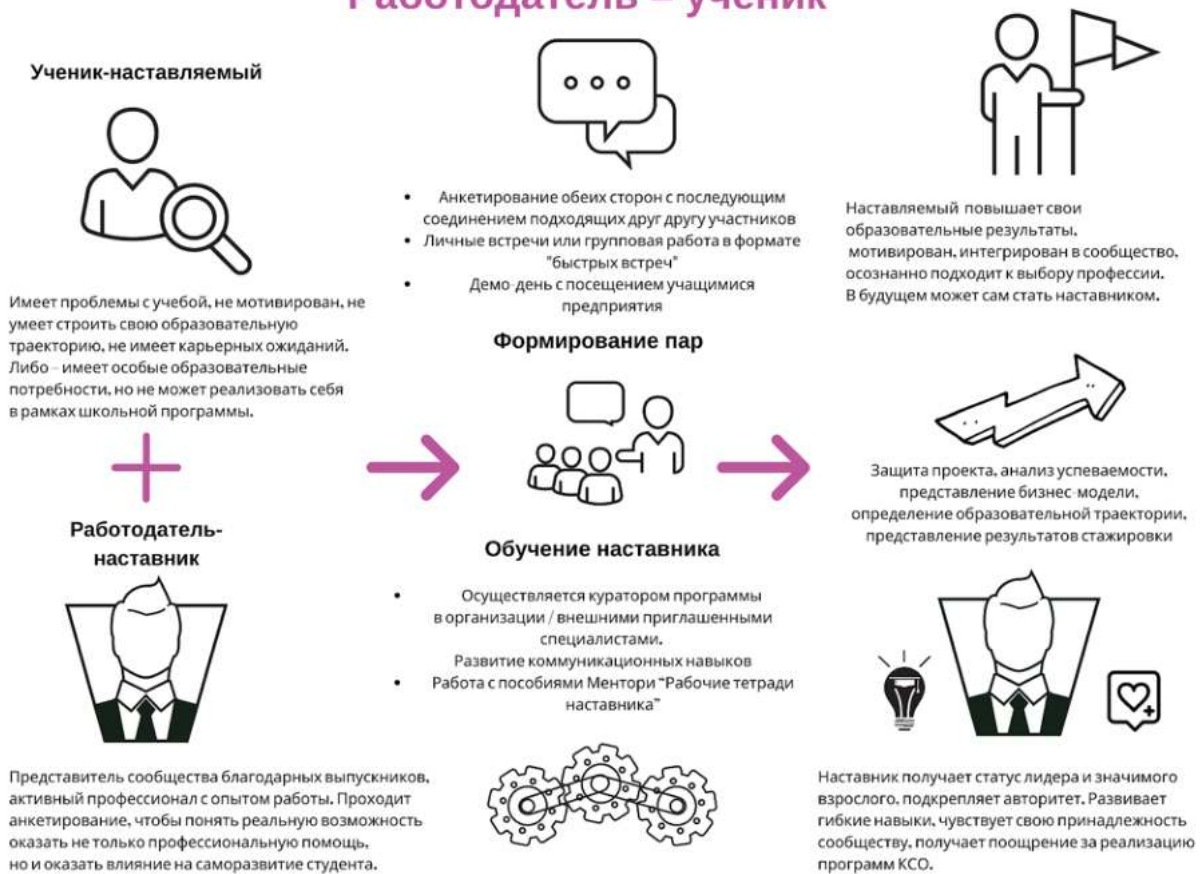 Работодатель – ученик
Ученик-наставляемый
Имеет проблемы с учебой, не мотивирован, не
умеет строить свою образовательную
траекторию, не имеет карьерных ожиданий.
Либо - имеет особые образовательные
потребности, но не может реализовать себя
в рамках школьной программы.
Работодатель-
наставник
Представитель сообщества благодарных выпускников,
активный профессионал с опытом работы. Проходит
анкетирование, чтобы понять реальную возможность
оказать не только профессиональную помощь,
но и оказать влияние на саморазвитие студента.
• Анкетирование обеих сторон с последующим
соединением подходящих друг другу участников
• Личные встречи или групповая работа в формате
"быстрых встреч"
• Демо-день с посещением учащимися
предприятия
Формирование пар
Обучение наставника
• Осуществляется куратором программы
в организации / внешними приглашенными
специалистами.
Развитие коммуникационных навыков
• Работа с пособиями Ментори "Рабочие тетради
наставника"
Наставляемый повышает свои
образовательные результаты,
мотивирован, интегрирован в сообщество,
осознанно подходит к выбору профессии.
В будущем может сам стать наставником.
Защита проекта, анализ успеваемости,
представление бизнес-модели,
определение образовательной траектории,
представление результатов стажировки
Наставник получает статус лидера и значимого
взрослого, подкрепляет авторитет. Развивает
гибкие навыки, чувствует свою принадлежность
сообществу, получает поощрение за реализацию
программ КСО.